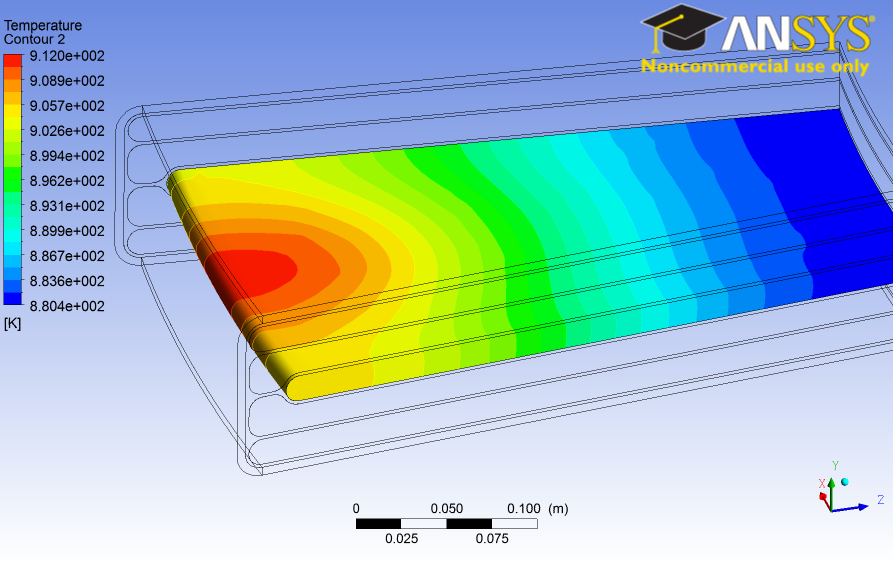 Temperature
Contour 2
9.120e+002
9.089e+002
9.057e+002
9.026e+002
8.994e+002
8.962e+002
8.931e+002
8.899e+002
8.867e+002
8.836e+002
8.804e+002
[K]
ANSYS®
Noncommercial use only
0 0.050 0.100 (m)
0.025 0.075
Y
X
Z